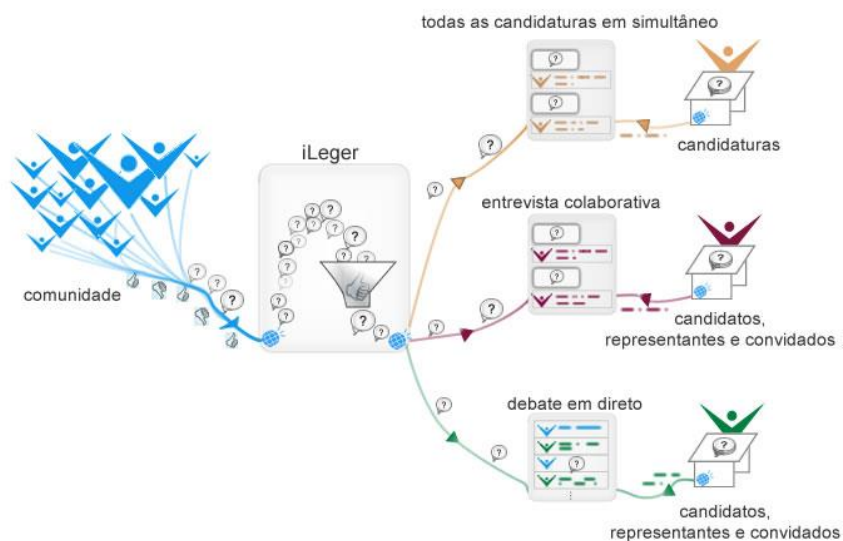 todas as candidaturas em simultâneo
candidaturas
iLeger
comunidade
entrevista colaborativa
candidatos,
representantes e convidados
debate em direto
candidatos,
representantes e convidados